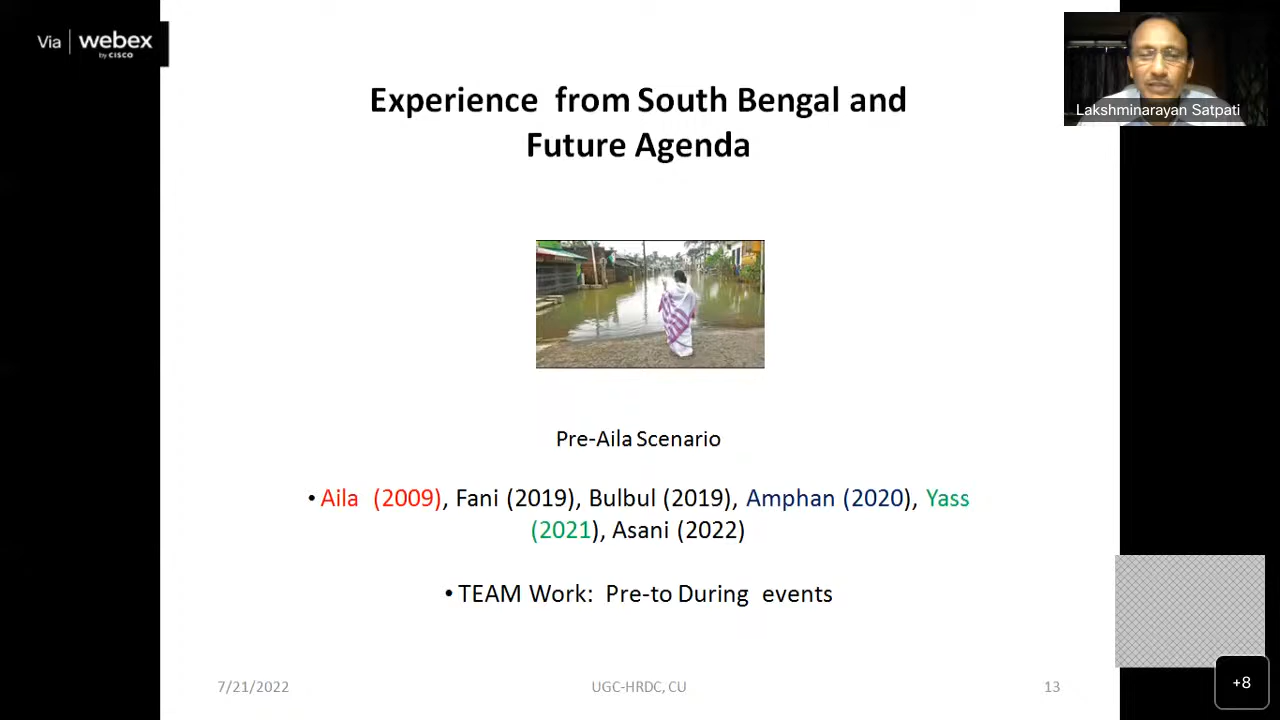 Via webex
by CISCO
Lakshminarayan Satpati
Experience from South Bengal and
Future Agenda
Pre-Aila Scenario
• Aila (2009), Fani (2019), Bulbul (2019), Amphan (2020), Yass
(2021), Asani (2022)
• TEAM Work: Pre-to During events
7/21/2022
UGC-HRDC, CU
13
+8